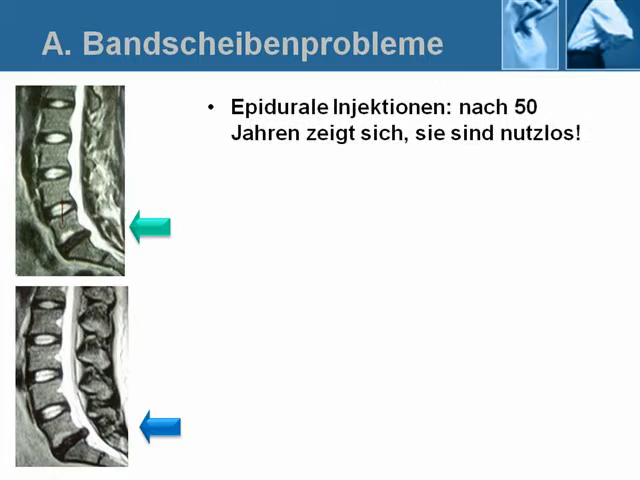 A. Bandscheibenprobleme
• Epidurale Injektionen: nach 50
Jahren zeigt sich, sie sind nutzlos!